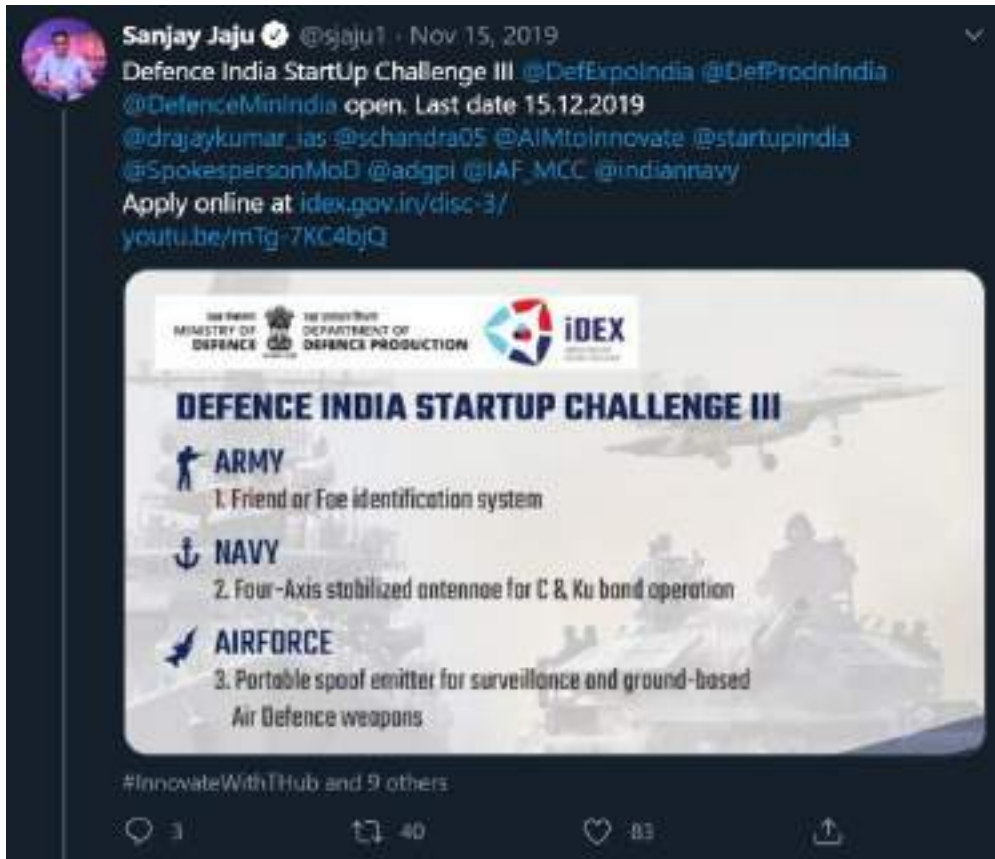 Sanjay Jaju @sjaju1 · Nov 15, 2019
Defence India StartUp Challenge III @DefExpoIndia @DefProdnIndia
@DefenceMinIndia open. Last date 15.12.2019
@drajaykumar_ias @schandra05 @AIMtoInnovate @startupindia
@SpokespersonMoD @adgpi @IAF_MCC @indiannavy
Apply online at idex.gov.in/disc-3/
youtu.be/mTg-7KC4bjQ
MINISTRY OF
DEFENCE
DEPARTMENT OF
DEFENCE PRODUCTION
iDEX
DEFENCE INDIA STARTUP CHALLENGE III
ARMY
1. Friend or Foe identification system
NAVY
2. Four-Axis stabilized antennae for C & Ku band operation
AIRFORCE
3. Portable spoof emitter for surveillance and ground-based
Air Defence weapons
#InnovateWithTHub and 9 others
3 40 83